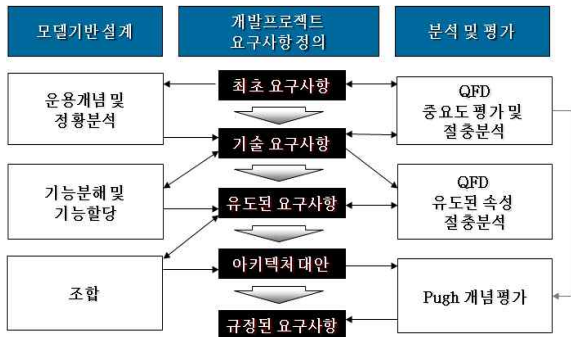 모델기반 설계
개발프로젝트
요구사항 정의
분석 및 평가
운용개념 및
정황분석
최초 요구사항
QFD
중요도 평가 및
절충분석
기술 요구사항
기능분해 및
기능할당
유도된 요구사항
QFD
유도된 속성
절충분석
조합
아키텍처 대안
Pugh 개념평가
규정된 요구사항